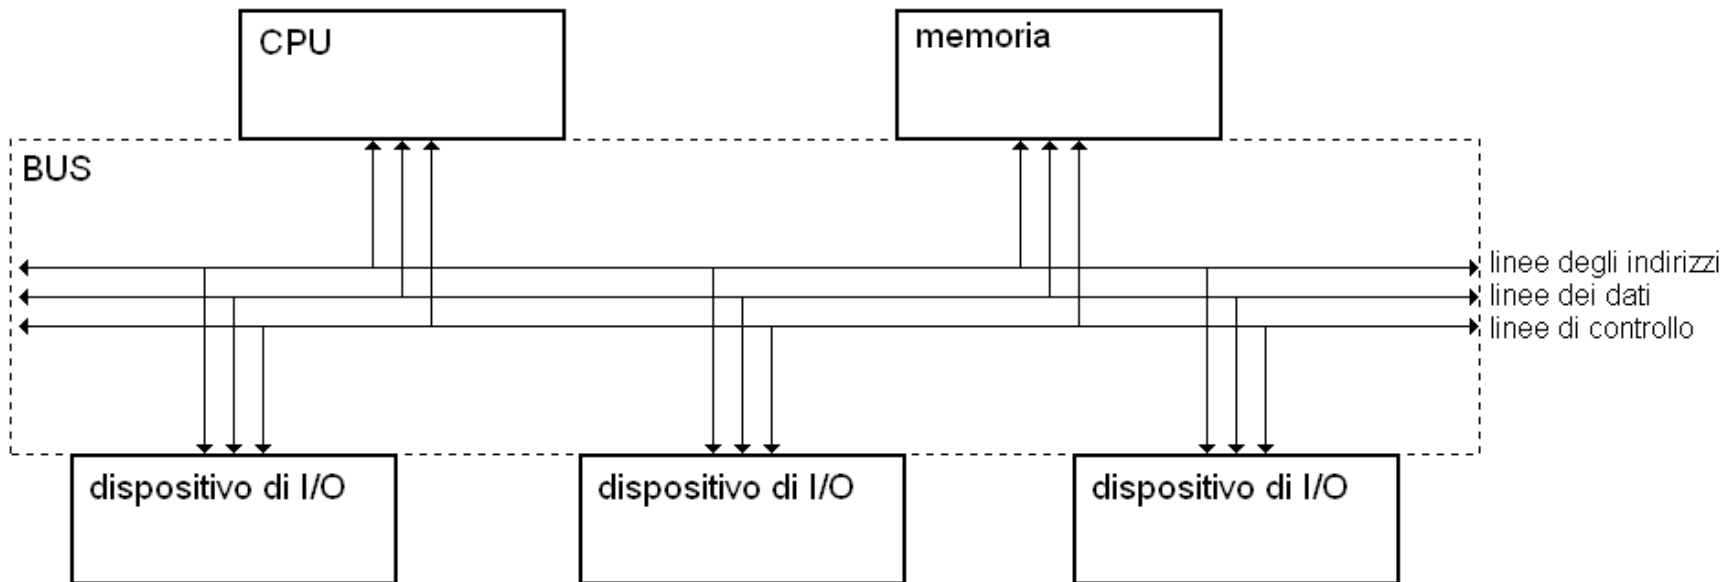 CPU
memoria
BUS
linee degli indirizzi
linee dei dati
linee di controllo
dispositivo di I/O
dispositivo di I/O
dispositivo di I/O